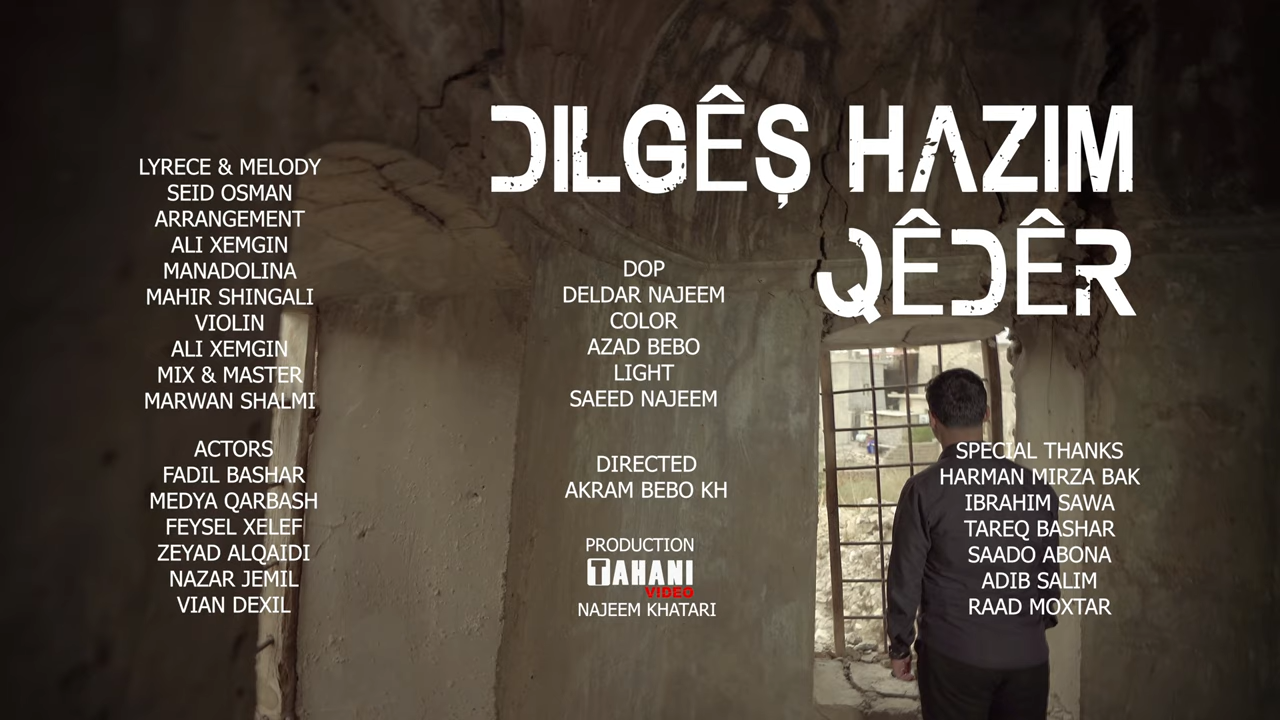 DILGÊŞ HAZIM
QÊDÊR
LYRECE & MELODY
SEID OSMAN
ARRANGEMENT
ALI XEMGIN
MANADOLINA
MAHIR SHINGALI
VIOLIN
ALI XEMGIN
MIX & MASTER
MARWAN SHALMI
ACTORS
FADIL BASHAR
MEDYA QARBASH
FEYSEL XELEF
ZEYAD ALQAIDI
NAZAR JEMIL
VIAN DEXIL
DOP
DELDAR NAJEEM
COLOR
AZAD BEBO
LIGHT
SAEED NAJEEM
DIRECTED
AKRAM BEBO KH
PRODUCTION
TAHANI
VIDEO
NAJEEM KHATARI
SPECIAL THANKS
HARMAN MIRZA BAK
IBRAHIM SAWA
TAREQ BASHAR
SAADO ABONA
ADIB SALIM
RAAD MOXTAR